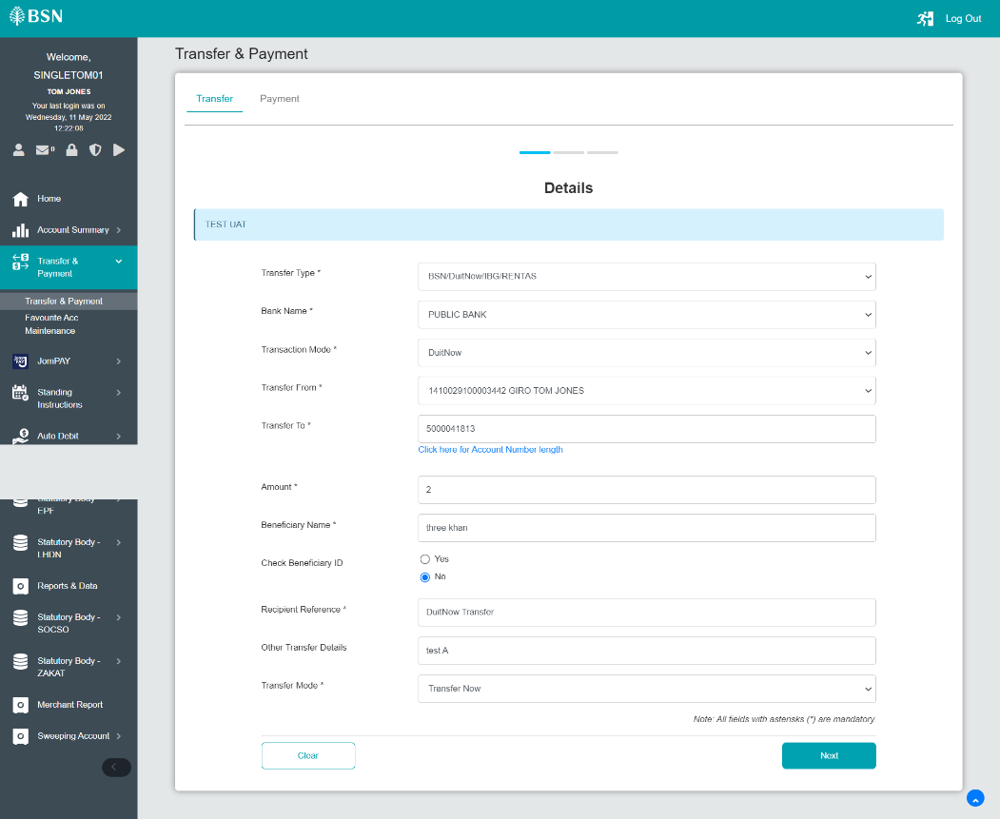 BSN
Log Out
Welcome,
SINGLETOM01
TOM JONES
Your last login was on
Wednesday, 11 May 2022
12:22:08
0
Home
Account Summary
Transfer &
Payment
Transfer & Payment
Favourite Acc
Maintenance
JomPAY
Standing
Instructions
Auto Debit
Statutory Body -
EPF
Statutory Body -
LHDN
Reports & Data
Statutory Body -
SOCSO
Statutory Body -
ZAKAT
Merchant Report
Sweeping Account
Transfer & Payment
Transfer
Payment
Details
TEST UAT
Transfer Type *
BSN/DuitNow/IBG/RENTAS
Bank Name *
PUBLIC BANK
Transaction Mode *
DuitNow
Transfer From *
1410029100003442 GIRO TOM JONES
Transfer To *
5000041813
Click here for Account Number length
Amount *
2
Beneficiary Name *
three khan
Check Beneficiary ID
Yes
No
Recipient Reference *
DuitNow Transfer
Other Transfer Details
test A
Transfer Mode *
Transfer Now
Note: All fields with asterisks (*) are mandatory.
Clear
Next